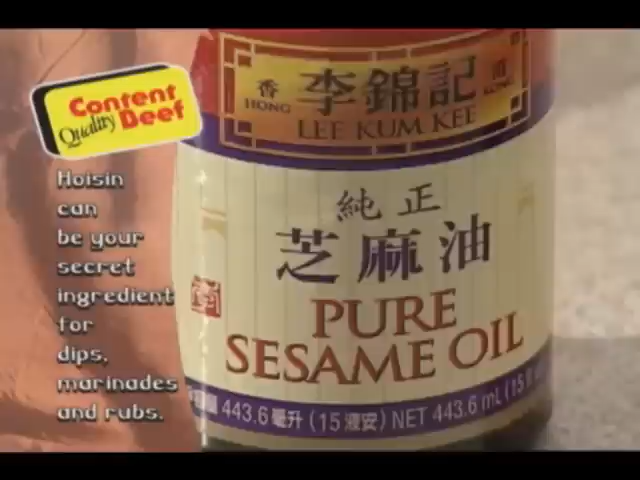 Content
Quality Beef
Hoisin
can
be your
secret
ingredient
for
dips,
marinades
and rubs.
香 李錦記
HONG
LEE KUM KEE
純正
芝麻油
PURE
SESAME OIL
443.6毫升 (15液安) NET 443.6 mL (15